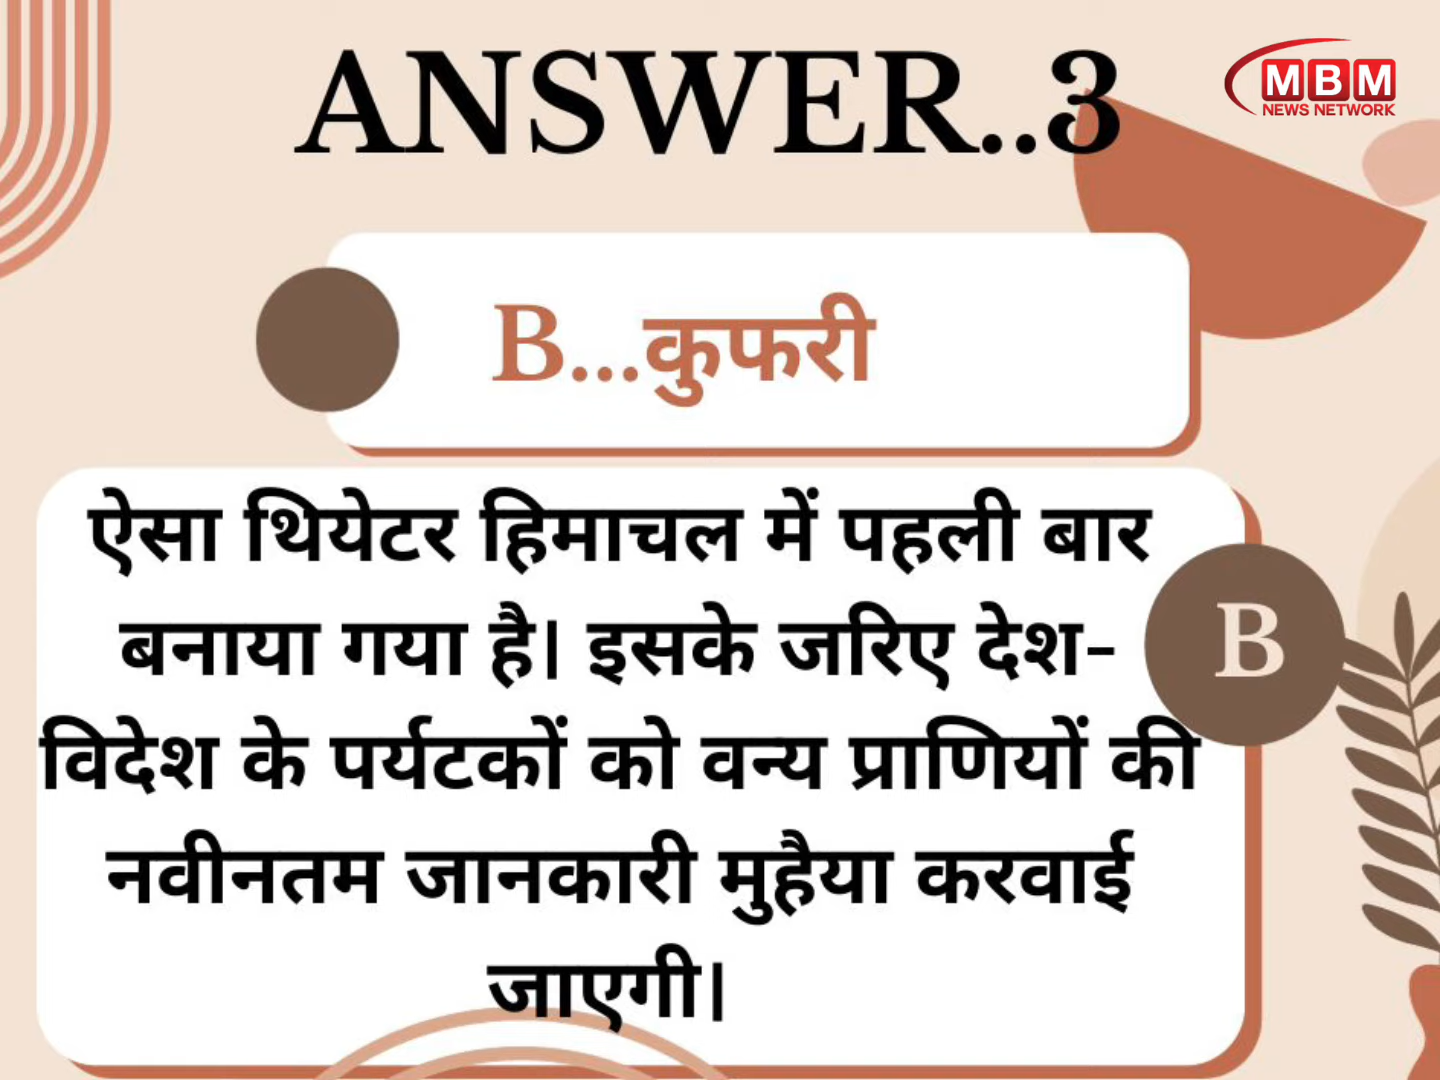 ANSWER..3
MBM
NEWS NETWORK
B...कुफरी
ऐसा थियेटर हिमाचल में पहली बार
बनाया गया है। इसके जरिए देश-
B
विदेश के पर्यटकों को वन्य प्राणियों की
नवीनतम जानकारी मुहैया करवाई
जाएगी।